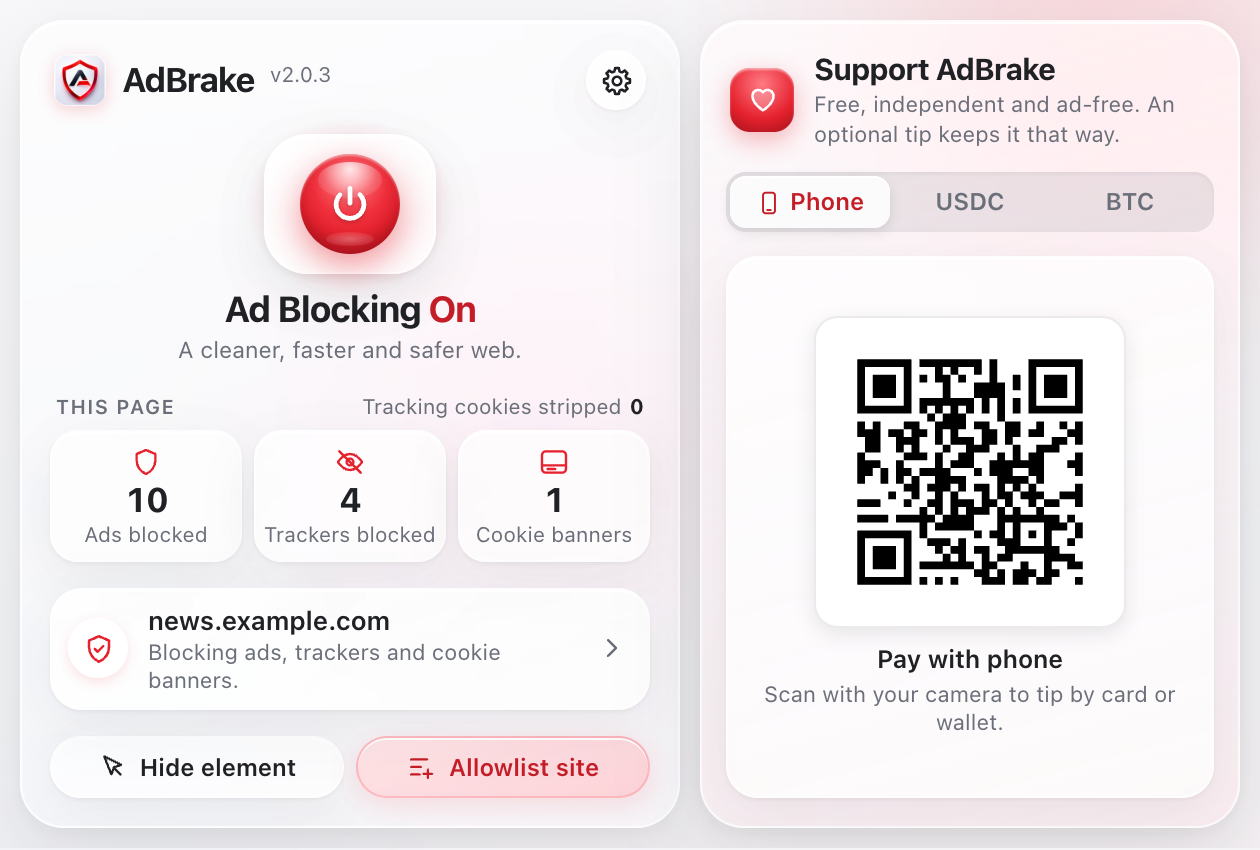 AdBrake v2.0.3
Ad Blocking On
A cleaner, faster and safer web.
THIS PAGE
Tracking cookies stripped 0
10
Ads blocked
4
Trackers blocked
1
Cookie banners
news.example.com
Blocking ads, trackers and cookie
banners.
Hide element
Allowlist site
Support AdBrake
Free, independent and ad-free. An
optional tip keeps it that way.
Phone
USDC
BTC
Pay with phone
Scan with your camera to tip by card or
wallet.